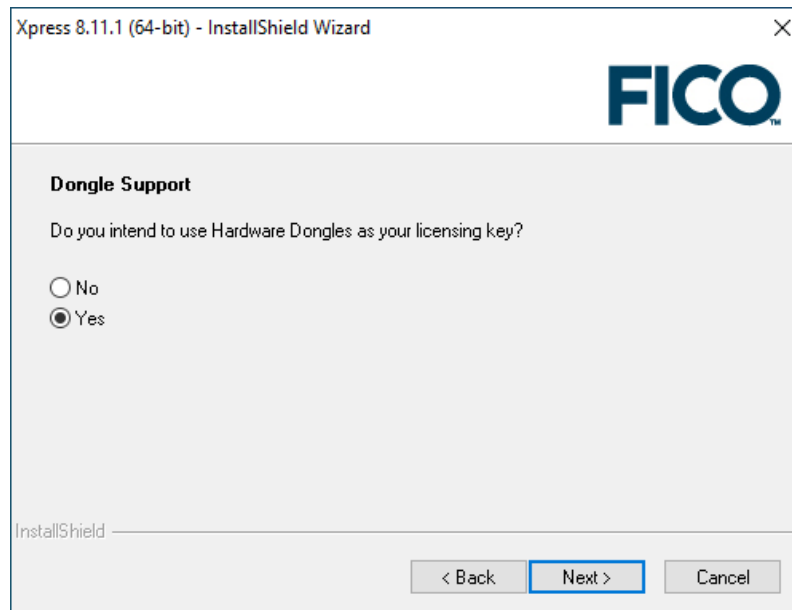 Xpress 8.11.1 (64-bit) - InstallShield Wizard
FICO™
Dongle Support
Do you intend to use Hardware Dongles as your licensing key?
No
Yes
InstallShield
< Back Next > Cancel